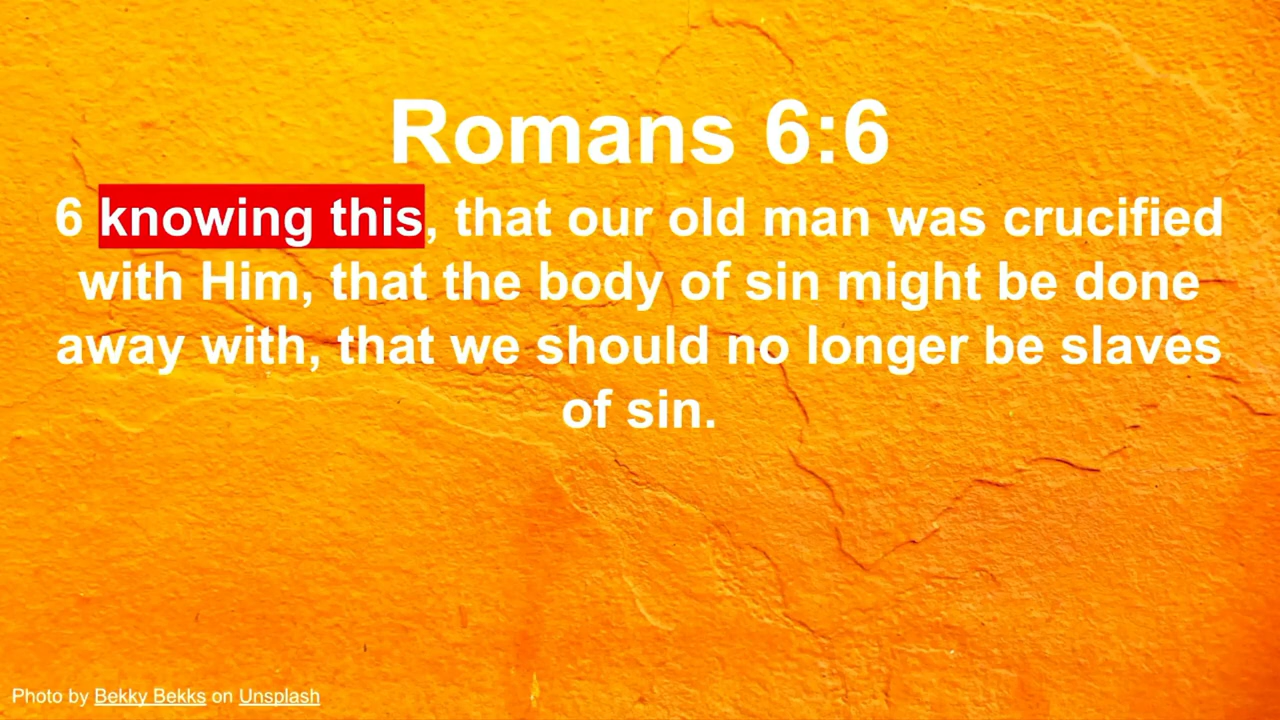 Romans 6:6
6 knowing this, that our old man was crucified
with Him, that the body of sin might be done
away with, that we should no longer be slaves
of sin.
Photo by Bekky Bekks on Unsplash